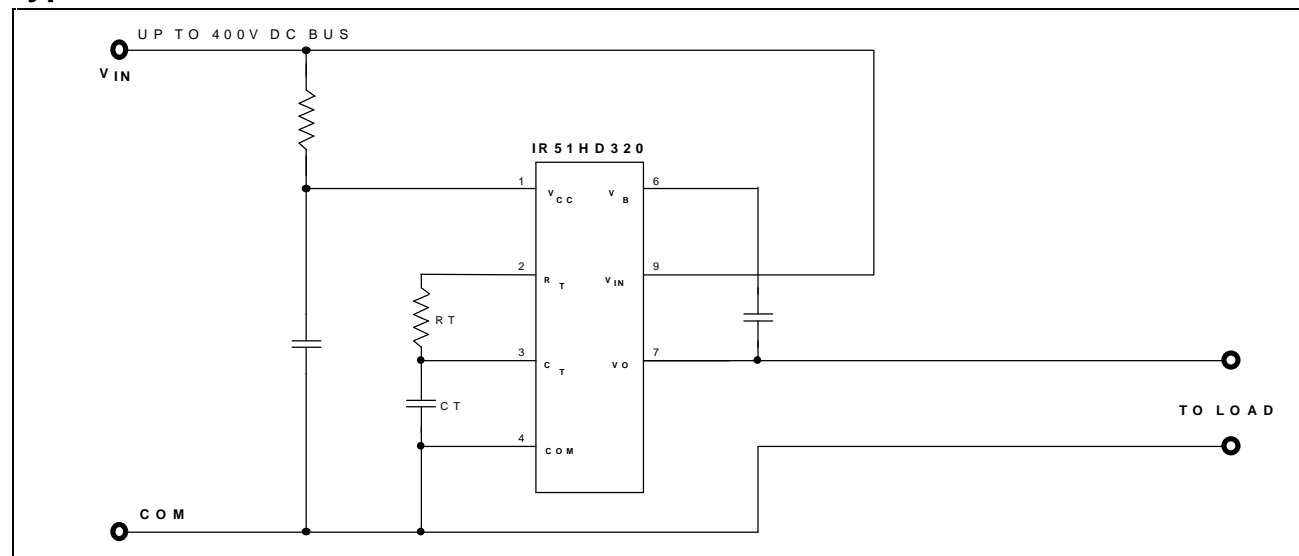 UP TO 400V DC BUS
VIN
IR51HD320
1 VCC VB 6
2 RT VIN 9
RT
3 CT VO 7
CT
TO LOAD
4 COM
COM